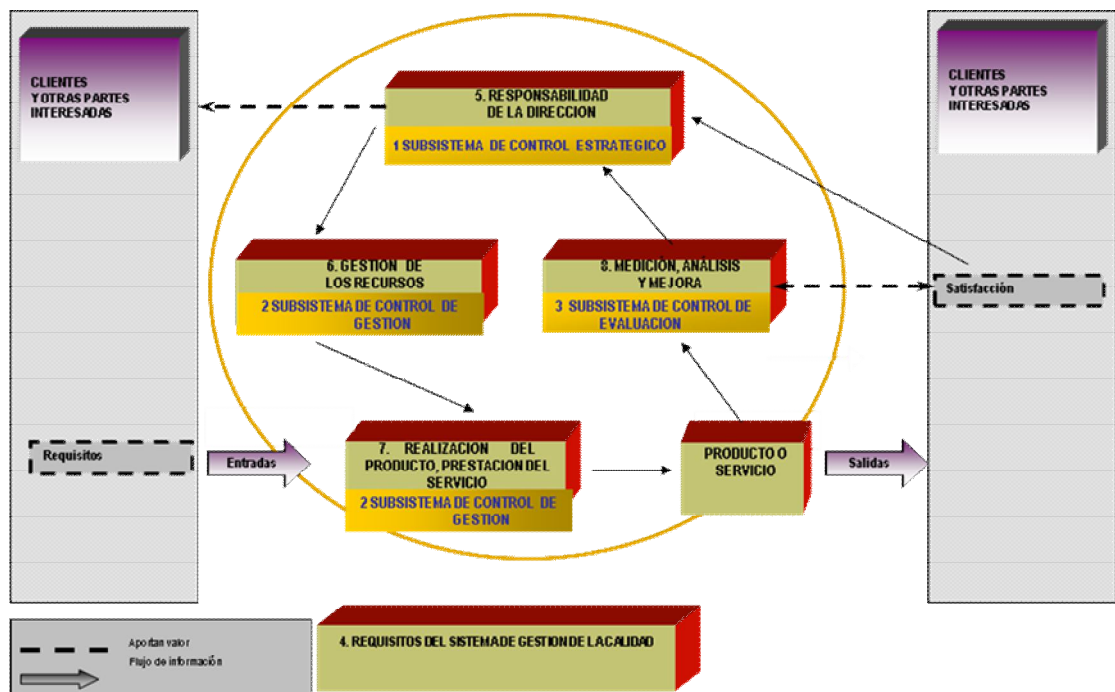 CLIENTES
Y OTRAS PARTES
INTERESADAS
5. RESPONSABILIDAD
DE LA DIRECCION
1 SUBSISTEMA DE CONTROL ESTRATEGICO
CLIENTES
Y OTRAS PARTES
INTERESADAS
6. GESTION DE
LOS RECURSOS
2 SUBSISTEMA DE CONTROL DE
GESTION
8. MEDICIÓN, ANÁLISIS
Y MEJORA
3 SUBSISTEMA DE CONTROL DE
EVALUACION
Satisfacción
Requisitos
Entradas
7. REALIZACION DEL
PRODUCTO, PRESTACION DEL
SERVICIO
2 SUBSISTEMA DE CONTROL DE
GESTION
PRODUCTO O
SERVICIO
Salidas
Aportan valor
Flujo de información
4. REQUISITOS DEL SISTEMA DE GESTION DE LA CALIDAD